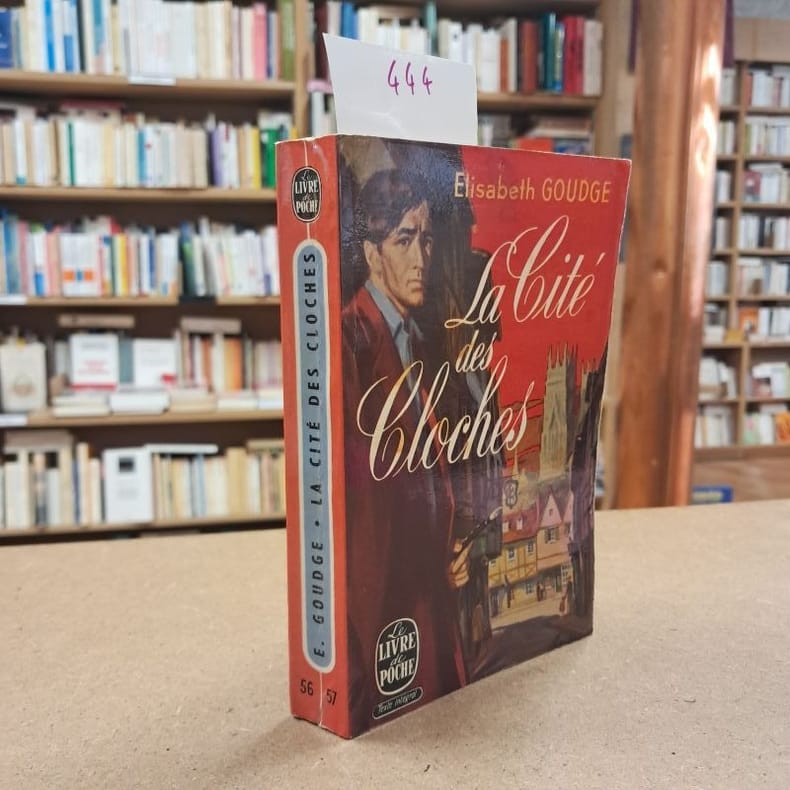 444
Le
LIVRE
de
POCHE
E. GOUDGE • LA CITÉ DES CLOCHES
56 57
Elisabeth GOUDGE
La Cité
des
Cloches
Le
LIVRE
de
POCHE
Texte intégral